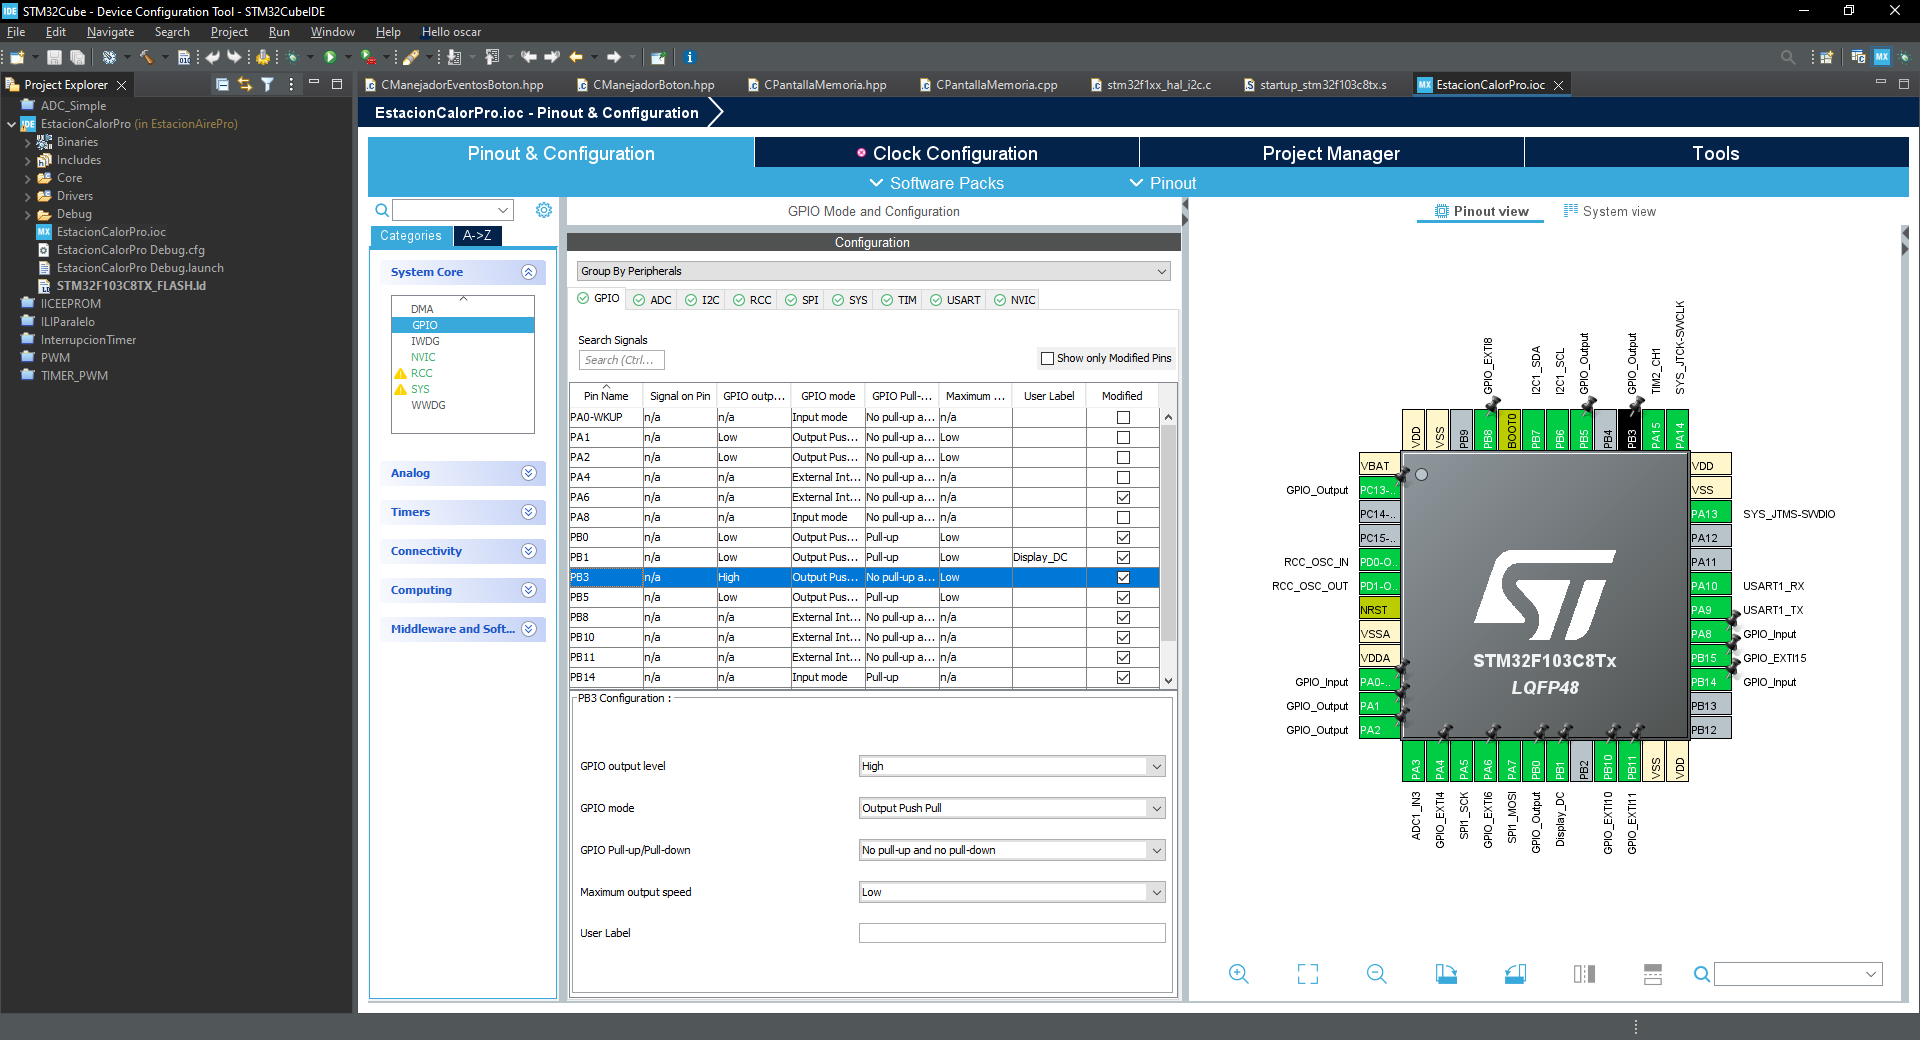 IDE STM32Cube - Device Configuration Tool - STM32CubeIDE
File Edit Navigate Search Project Run Window Help Hello oscar
Project Explorer
CManejadorEventosBoton.hpp CManejadorBoton.hpp CPantallaMemoria.hpp CPantallaMemoria.cpp stm32f1xx_hal_i2c.c startup_stm32f103c8tx.s MX EstacionCalorPro.ioc
ADC_Simple
EstacionCalorPro (in EstacionAirePro)
Binaries
Includes
Core
Drivers
Debug
MX EstacionCalorPro.ioc
EstacionCalorPro Debug.cfg
EstacionCalorPro Debug.launch
STM32F103C8TX_FLASH.ld
IICEEPROM
ILIParalelo
InterrupcionTimer
PWM
TIMER_PWM
EstacionCalorPro.ioc - Pinout & Configuration
Pinout & Configuration Clock Configuration Project Manager Tools
Software Packs Pinout
Categories A->Z
System Core
DMA
GPIO
IWDG
NVIC
RCC
SYS
WWDG
Analog
Timers
Connectivity
Computing
Middleware and Soft...
GPIO Mode and Configuration
Configuration
Group By Peripherals
GPIO ADC I2C RCC SPI SYS TIM USART NVIC
Search Signals
Search (Ctrl...
Show only Modified Pins
Pin Name Signal on Pin GPIO outp... GPIO mode GPIO Pull-... Maximum ... User Label Modified
PA0-WKUP n/a n/a Input mode No pull-up a... n/a
PA1 n/a Low Output Pus... No pull-up a... Low
PA2 n/a Low Output Pus... No pull-up a... Low
PA4 n/a n/a External Int... No pull-up a... n/a
PA6 n/a n/a External Int... No pull-up a... n/a
PA8 n/a n/a Input mode No pull-up a... n/a
PB0 n/a Low Output Pus... Pull-up Low
PB1 n/a Low Output Pus... Pull-up Low Display_DC
PB3 n/a High Output Pus... No pull-up a... Low
PB5 n/a Low Output Pus... Pull-up Low
PB8 n/a n/a External Int... No pull-up a... n/a
PB10 n/a n/a External Int... No pull-up a... n/a
PB11 n/a n/a External Int... No pull-up a... n/a
PB14 n/a n/a Input mode Pull-up n/a
PB3 Configuration :
GPIO output level High
GPIO mode Output Push Pull
GPIO Pull-up/Pull-down No pull-up and no pull-down
Maximum output speed Low
User Label
Pinout view System view
GPIO_EXTI8 I2C1_SDA I2C1_SCL GPIO_Output GPIO_Output TIM2_CH1 SYS_JTCK-SWCLK
VDD VSS PB9 PB8 BOOT0 PB7 PB6 PB5 PB4 PB3 PA15 PA14
VBAT VDD
GPIO_Output PC13-.. VSS
PC14-.. PA13 SYS_JTMS-SWDIO
PC15-.. PA12
RCC_OSC_IN PD0-O.. PA11
RCC_OSC_OUT PD1-O.. PA10 USART1_RX
NRST PA9 USART1_TX
VSSA PA8 GPIO_Input
VDDA PB15 GPIO_EXTI15
GPIO_Input PA0-.. PB14 GPIO_Input
GPIO_Output PA1 PB13
GPIO_Output PA2 PB12
ST
STM32F103C8Tx
LQFP48
PA3 PA4 PA5 PA6 PA7 PB0 PB1 PB2 PB10 PB11 VSS VDD
ADC1_IN3 GPIO_EXTI4 SPI1_SCK GPIO_EXTI6 SPI1_MOSI GPIO_Output Display_DC GPIO_EXTI10 GPIO_EXTI11